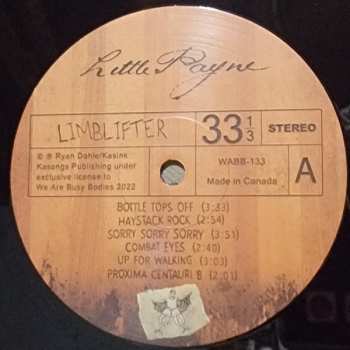 Little Payne
LIMBLIFTER
33 1/3
STEREO
© ℗ Ryan Dahle/Kasink
Kasongs Publishing under
exclusive license to
We Are Busy Bodies 2022
WABB-133
Made in Canada
A
BOTTLE TOPS OFF (3:33)
HAYSTACK ROCK (2:54)
SORRY SORRY SORRY (3:51)
COMBAT EYES (2:40)
UP FOR WALKING (3:03)
PROXIMA CENTAURI B (2:01)